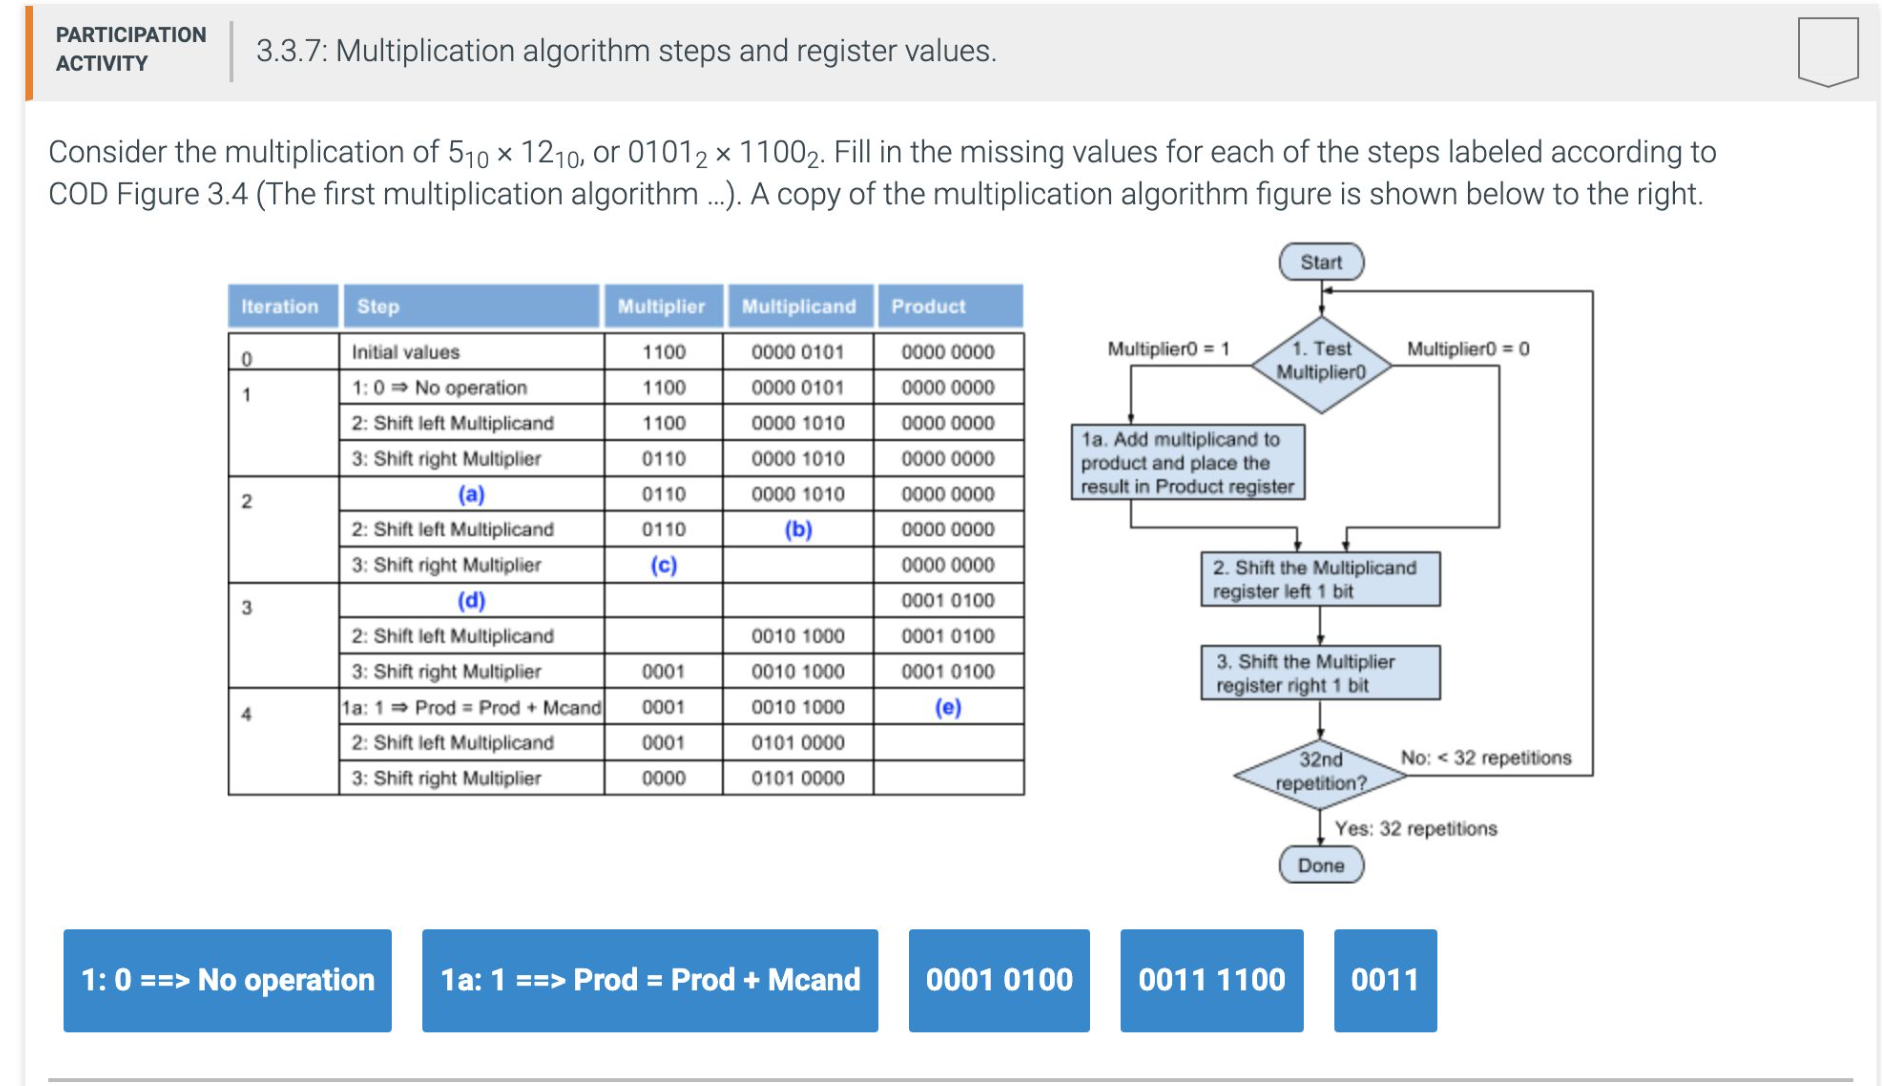 PARTICIPATION
ACTIVITY
3.3.7: Multiplication algorithm steps and register values.
Consider the multiplication of 5₁₀ × 12₁₀, or 0101₂ × 1100₂. Fill in the missing values for each of the steps labeled according to
COD Figure 3.4 (The first multiplication algorithm ...). A copy of the multiplication algorithm figure is shown below to the right.
Iteration Step Multiplier Multiplicand Product
0 Initial values 1100 0000 0101 0000 0000
1 1: 0 ⇒ No operation 1100 0000 0101 0000 0000
2: Shift left Multiplicand 1100 0000 1010 0000 0000
3: Shift right Multiplier 0110 0000 1010 0000 0000
2 (a) 0110 0000 1010 0000 0000
2: Shift left Multiplicand 0110 (b) 0000 0000
3: Shift right Multiplier (c) 0000 0000
3 (d) 0001 0100
2: Shift left Multiplicand 0010 1000 0001 0100
3: Shift right Multiplier 0001 0010 1000 0001 0100
4 1a: 1 ⇒ Prod = Prod + Mcand 0001 0010 1000 (e)
2: Shift left Multiplicand 0001 0101 0000
3: Shift right Multiplier 0000 0101 0000
Start
Multiplier0 = 1
1. Test
Multiplier0
Multiplier0 = 0
1a. Add multiplicand to
product and place the
result in Product register
2. Shift the Multiplicand
register left 1 bit
3. Shift the Multiplier
register right 1 bit
32nd
repetition?
No: < 32 repetitions
Yes: 32 repetitions
Done
1: 0 ==> No operation
1a: 1 ==> Prod = Prod + Mcand
0001 0100
0011 1100
0011